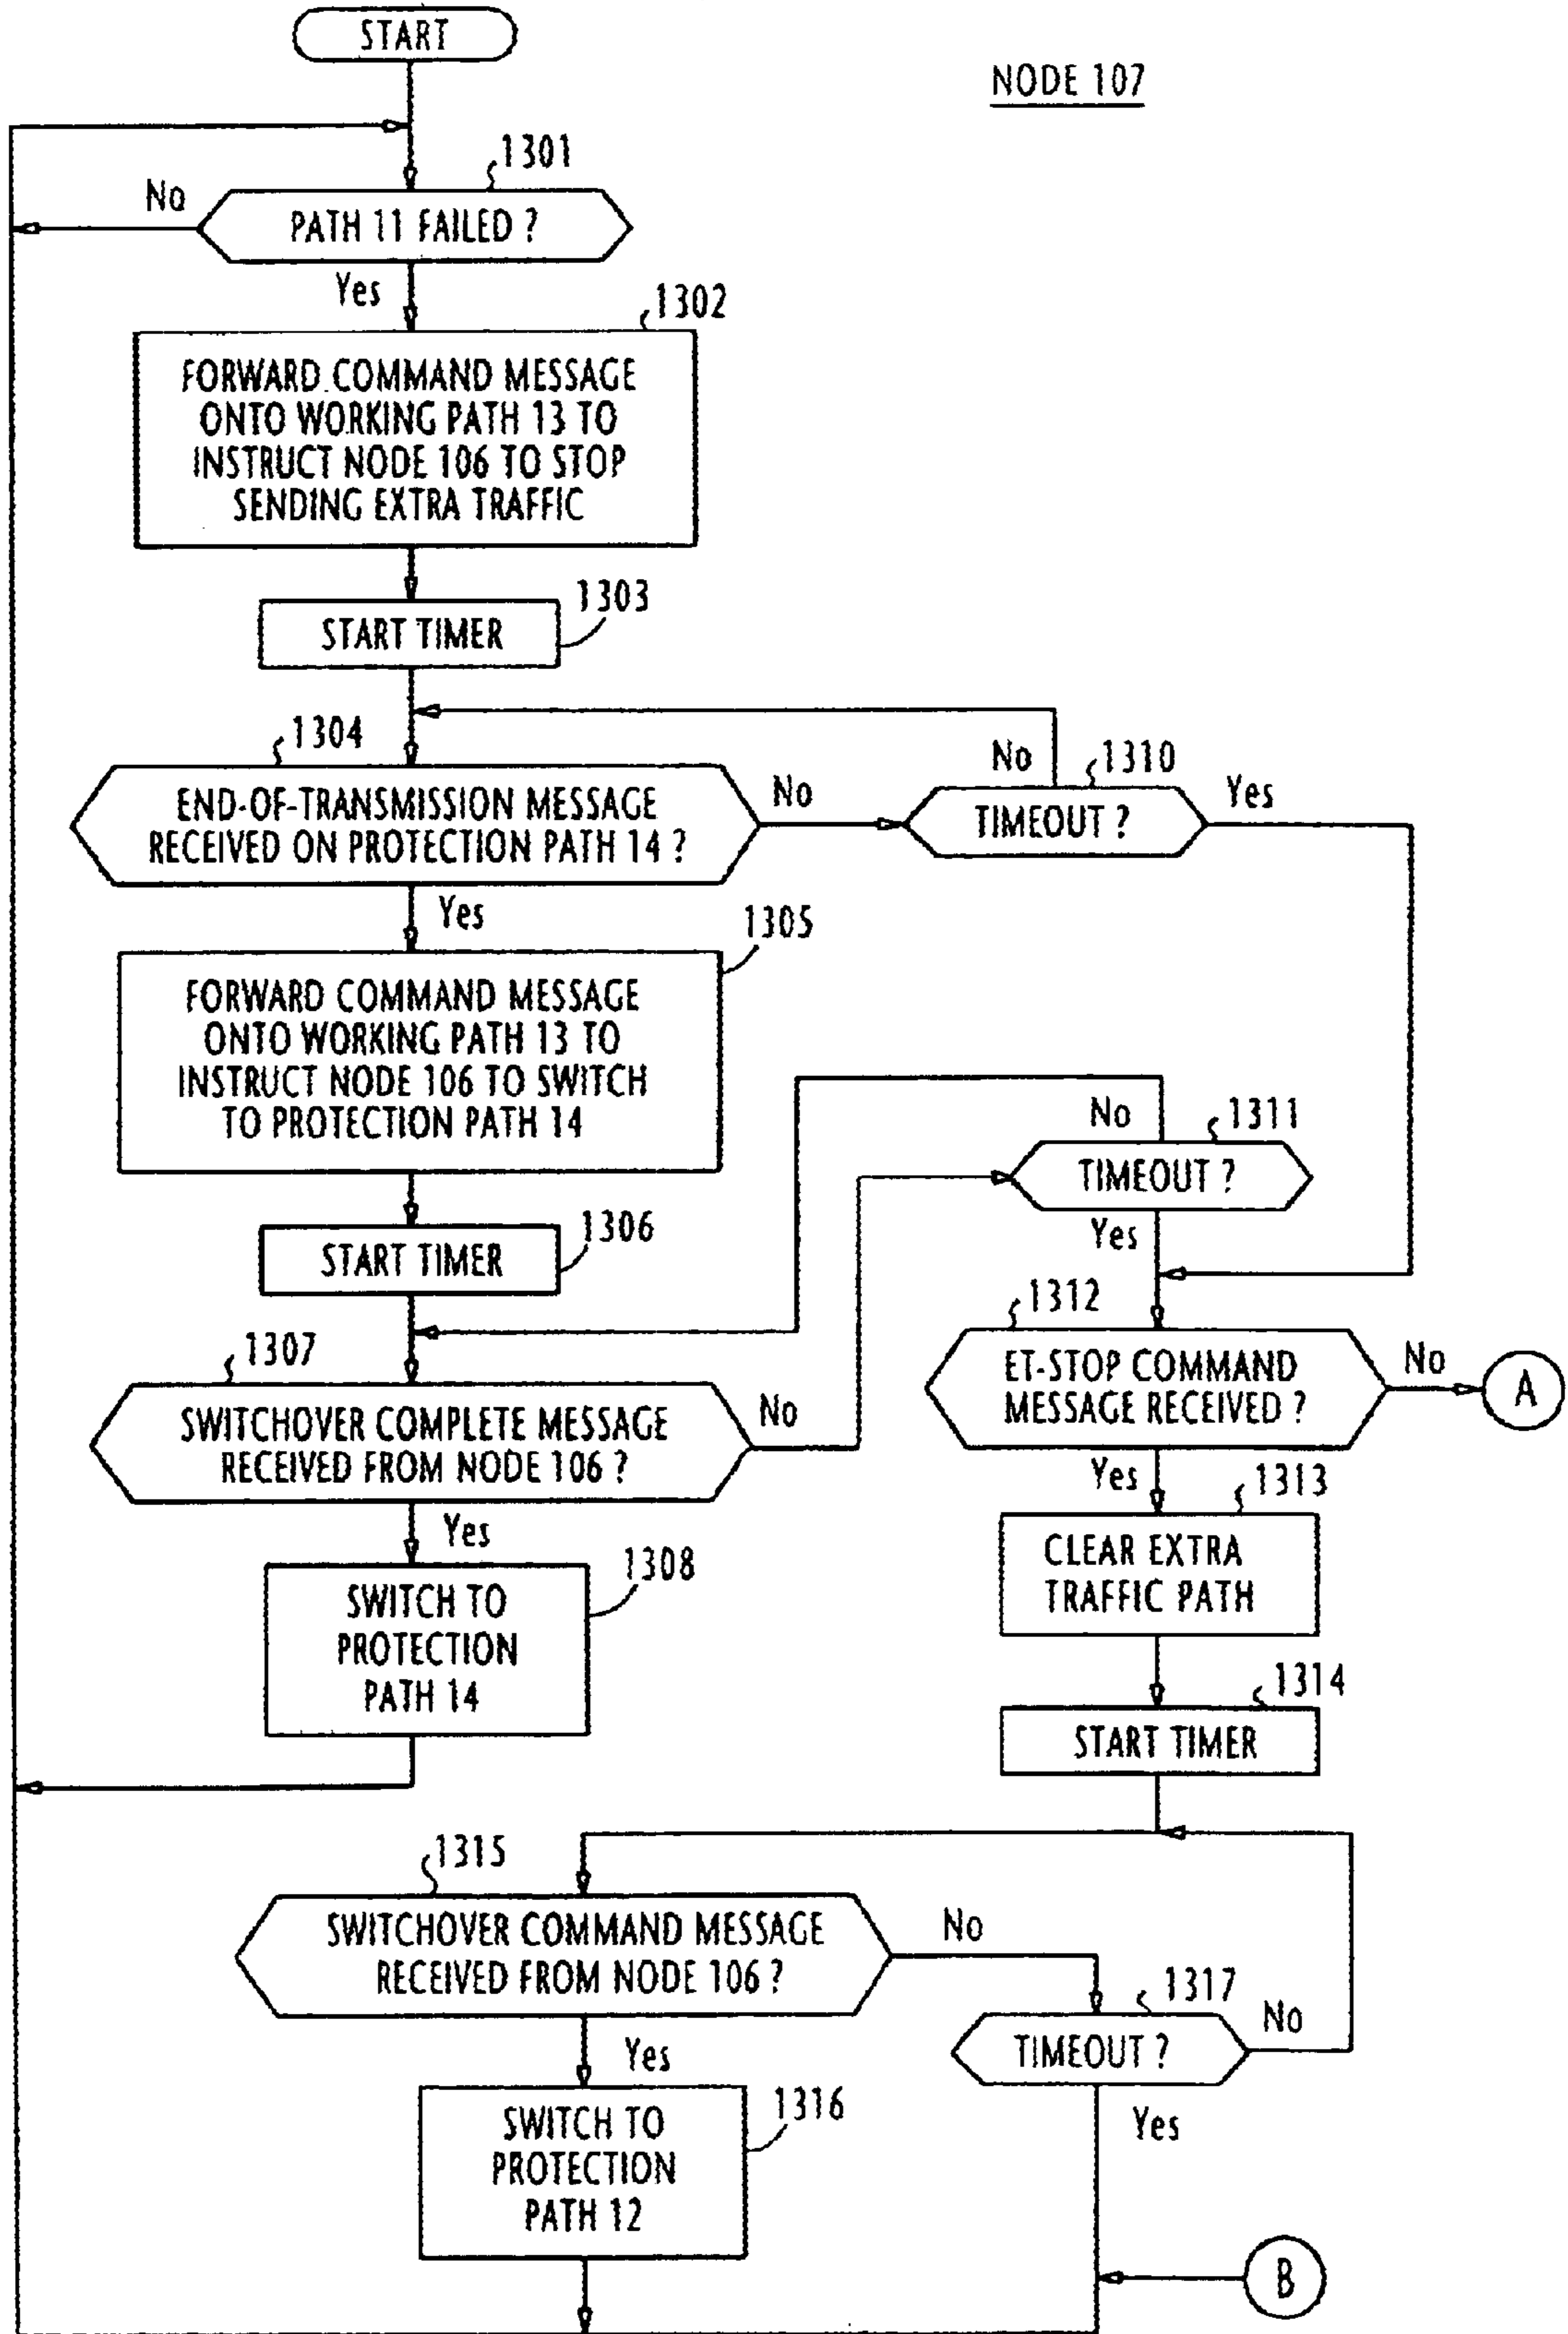 START
NODE 107
1301
No
PATH 11 FAILED ?
Yes
1302
FORWARD COMMAND MESSAGE
ONTO WORKING PATH 13 TO
INSTRUCT NODE 106 TO STOP
SENDING EXTRA TRAFFIC
1303
START TIMER
1304
END-OF-TRANSMISSION MESSAGE
RECEIVED ON PROTECTION PATH 14 ?
No
No
1310
TIMEOUT ?
Yes
Yes
1305
FORWARD COMMAND MESSAGE
ONTO WORKING PATH 13 TO
INSTRUCT NODE 106 TO SWITCH
TO PROTECTION PATH 14
No
1311
TIMEOUT ?
Yes
1306
START TIMER
1307
SWITCHOVER COMPLETE MESSAGE
RECEIVED FROM NODE 106 ?
No
1312
ET-STOP COMMAND
MESSAGE RECEIVED ?
No
A
Yes
1308
SWITCH TO
PROTECTION
PATH 14
Yes
1313
CLEAR EXTRA
TRAFFIC PATH
1314
START TIMER
1315
SWITCHOVER COMMAND MESSAGE
RECEIVED FROM NODE 106 ?
No
1317
TIMEOUT ?
No
Yes
Yes
1316
SWITCH TO
PROTECTION
PATH 12
B